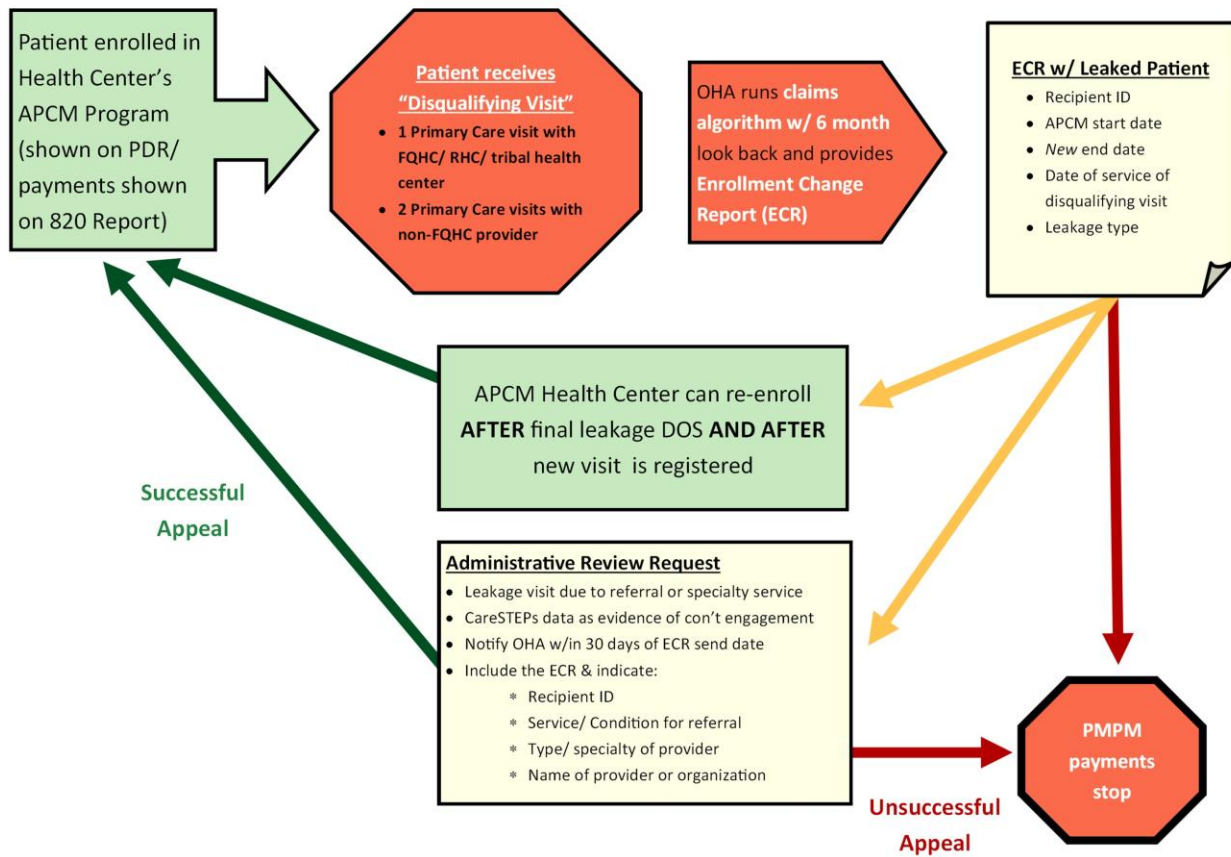 Patient enrolled in
Health Center's
APCM Program
(shown on PDR/
payments shown
on 820 Report)
Patient receives
"Disqualifying Visit"
• 1 Primary Care visit with
FQHC/ RHC/ tribal health
center
• 2 Primary Care visits with
non-FQHC provider
OHA runs claims
algorithm w/ 6 month
look back and provides
Enrollment Change
Report (ECR)
ECR w/ Leaked Patient
• Recipient ID
• APCM start date
• New end date
• Date of service of
disqualifying visit
• Leakage type
APCM Health Center can re-enroll
AFTER final leakage DOS AND AFTER
new visit is registered
Successful
Appeal
Administrative Review Request
• Leakage visit due to referral or specialty service
• CareSTEPs data as evidence of con't engagement
• Notify OHA w/in 30 days of ECR send date
• Include the ECR & indicate:
* Recipient ID
* Service/ Condition for referral
* Type/ specialty of provider
* Name of provider or organization
PMPM
payments
stop
Unsuccessful
Appeal